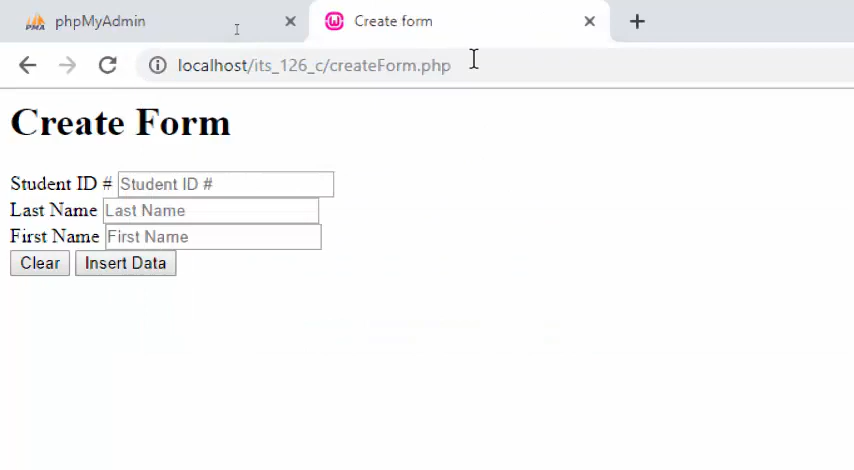 phpMyAdmin
Create form
localhost/its_126_c/createForm.php
Create Form
Student ID # Student ID #
Last Name Last Name
First Name First Name
Clear Insert Data